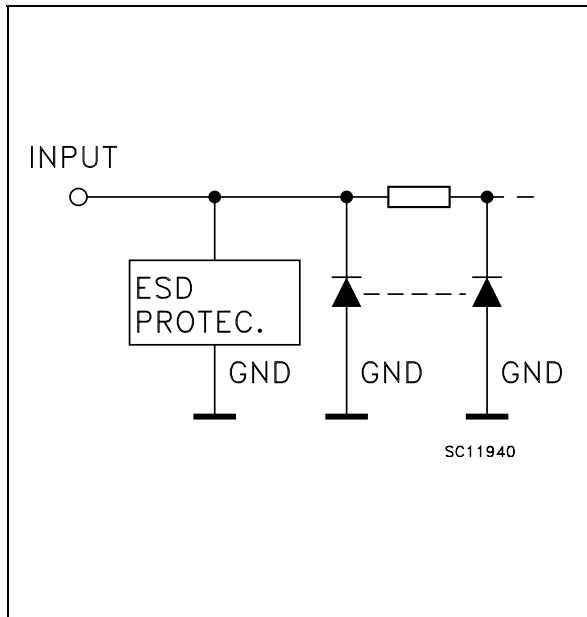 INPUT
ESD
PROTEC.
GND
GND
GND
SC11940